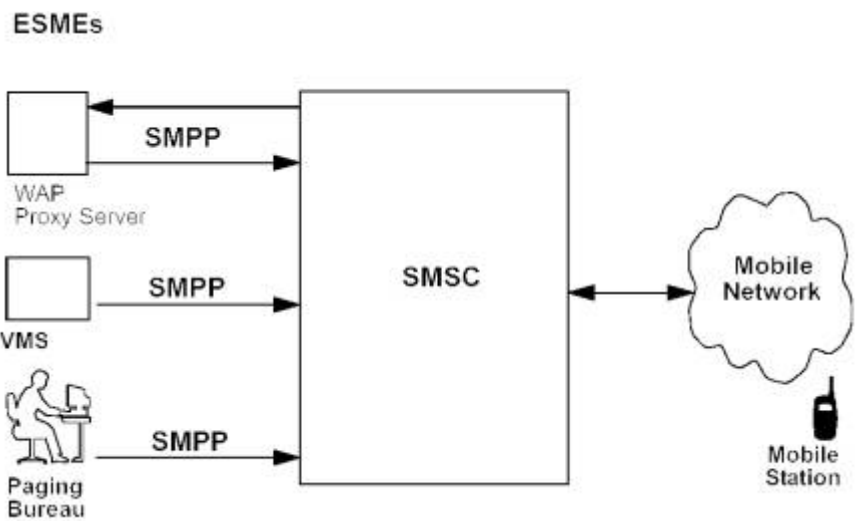 ESMEs
SMPP
WAP
Proxy Server
SMPP
VMS
SMPP
Paging
Bureau
SMSC
Mobile
Network
Mobile
Station